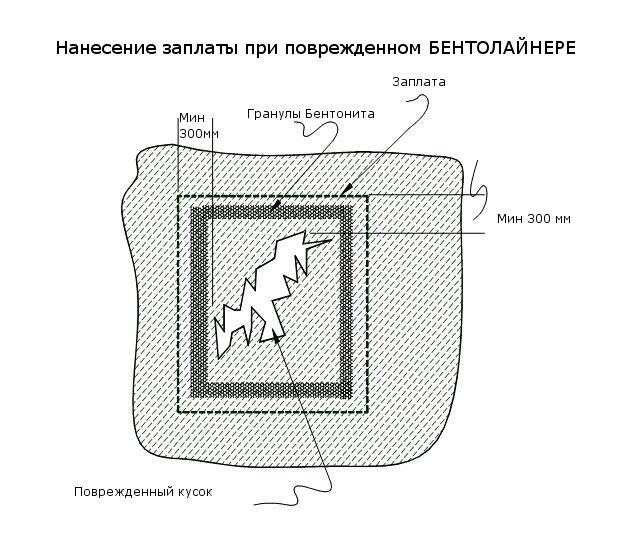 Нанесение заплаты при поврежденном БЕНТОЛАЙНЕРЕ
Заплата
Мин
300мм
Гранулы Бентонита
Мин 300 мм
Поврежденный кусок